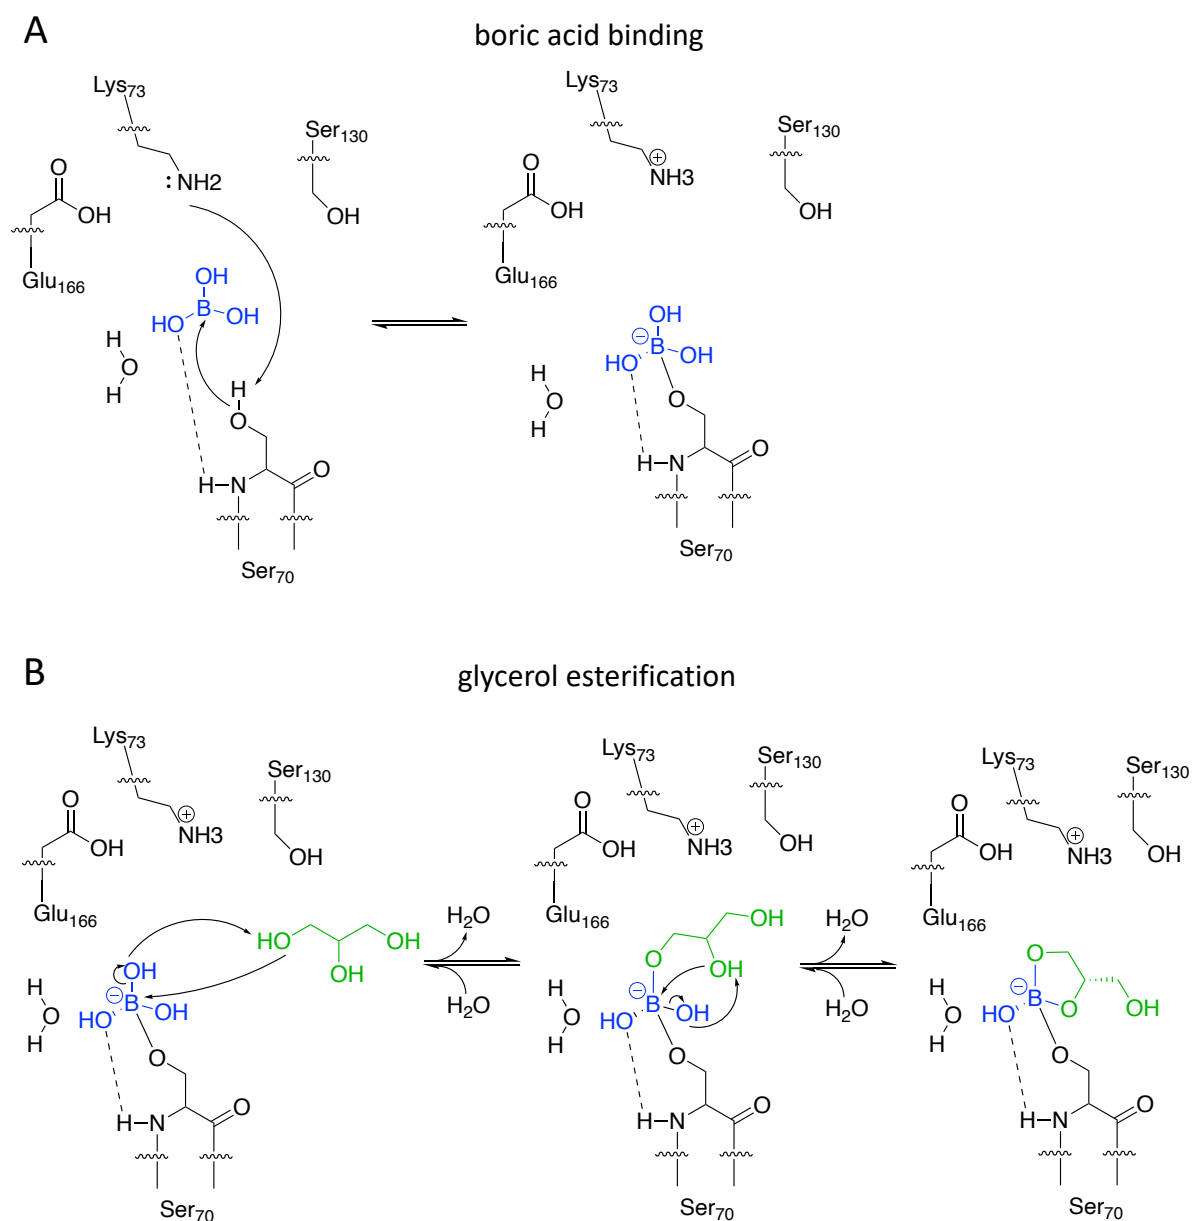 A
boric acid binding
Lys73
Ser130
O
OH
:NH2
OH
Glu166
OH
B
HO
OH
H
O
H
H
O
H–N
O
Ser70
Lys73
Ser130
O
OH
+
NH3
OH
Glu166
OH
−
B
HO
OH
H
O
H
O
H–N
O
Ser70
B
glycerol esterification
Lys73
Ser130
O
OH
+
NH3
OH
Glu166
HO
OH
OH
OH
−
B
HO
OH
H
O
H
O
H–N
O
Ser70
H2O
H2O
Lys73
Ser130
O
OH
+
NH3
OH
Glu166
OH
O
OH
−
B
HO
OH
H
O
H
O
H–N
O
Ser70
H2O
H2O
Lys73
Ser130
O
OH
+
NH3
OH
Glu166
O
−
B
HO
O
OH
H
O
H
O
H–N
O
Ser70